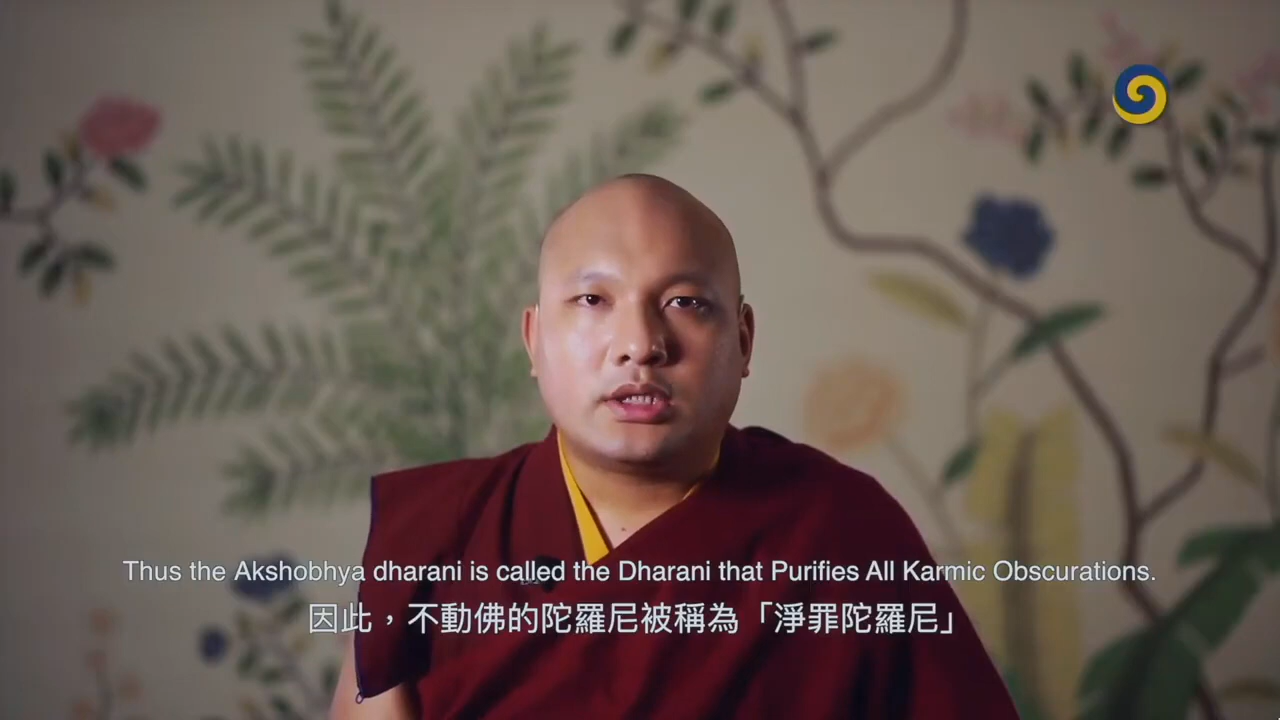 Thus the Akshobhya dharani is called the Dharani that Purifies All Karmic Obscurations.
因此，不動佛的陀羅尼被稱為「淨罪陀羅尼」